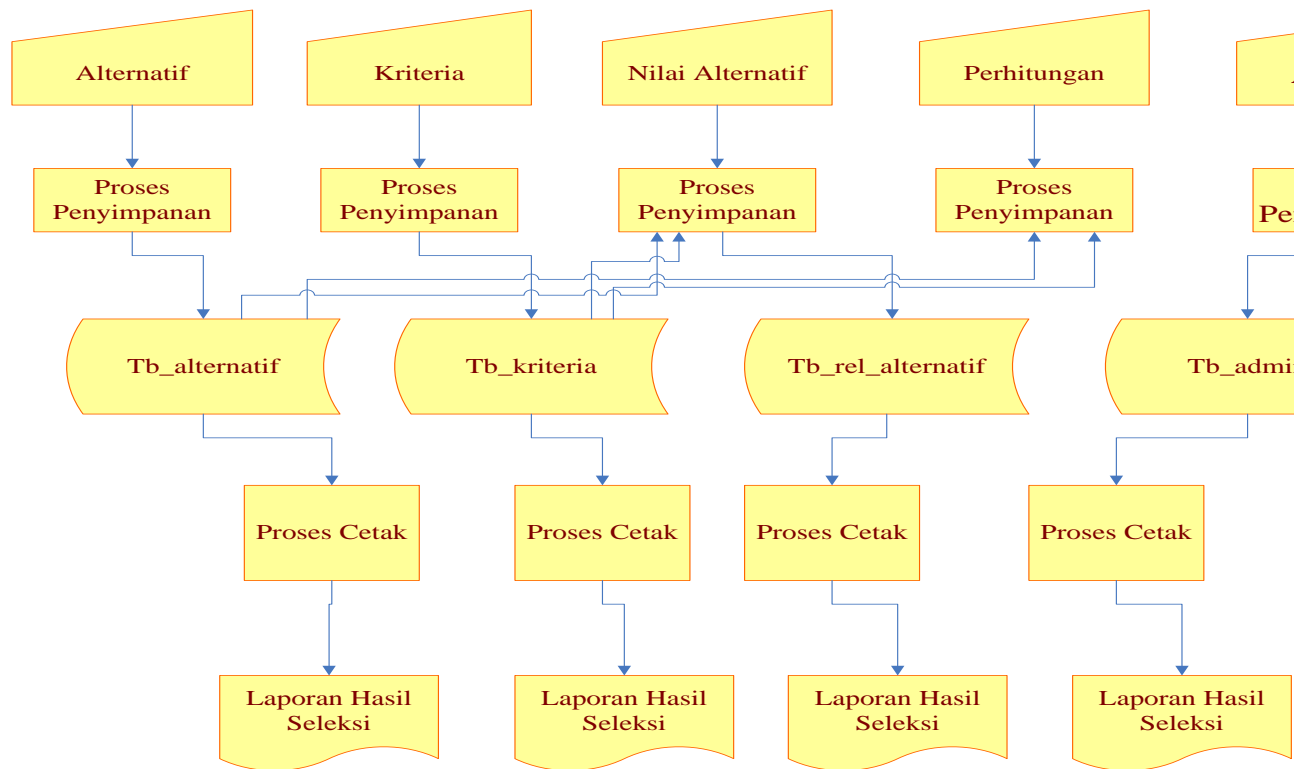 Alternatif
Kriteria
Nilai Alternatif
Perhitungan
Proses
Penyimpanan
Proses
Penyimpanan
Proses
Penyimpanan
Proses
Penyimpanan
Tb_alternatif
Tb_kriteria
Tb_rel_alternatif
Proses Cetak
Proses Cetak
Proses Cetak
Proses Cetak
Laporan Hasil
Seleksi
Laporan Hasil
Seleksi
Laporan Hasil
Seleksi
Laporan Hasil
Seleksi